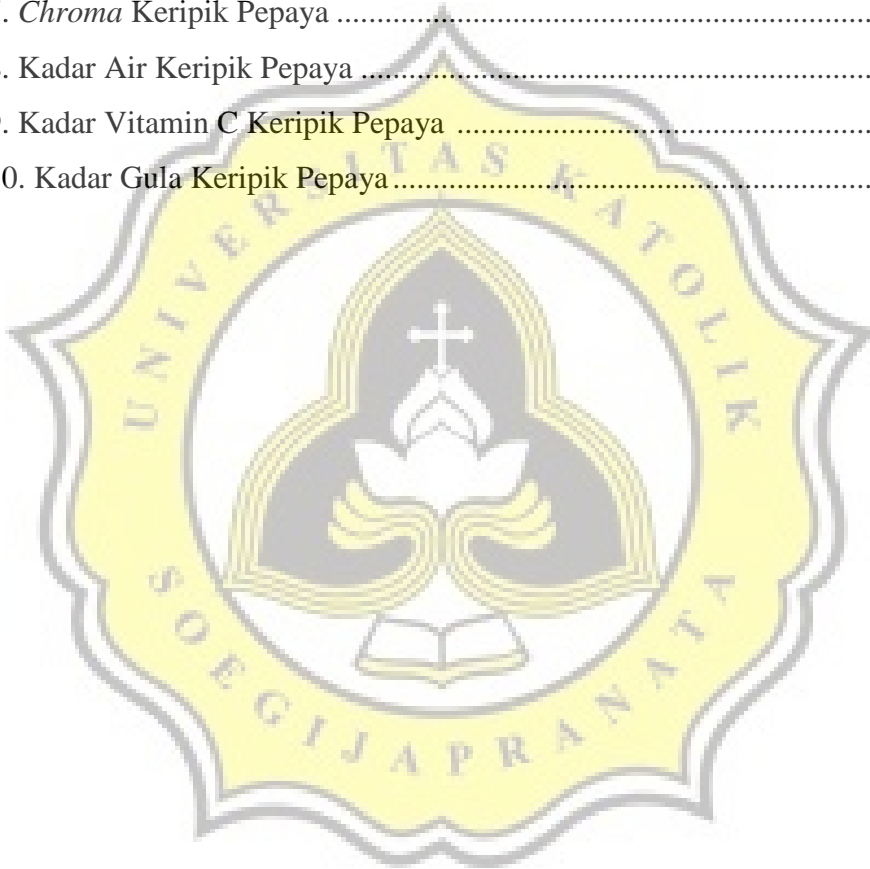 . Chroma Keripik Pepaya ..........................................................................
. Kadar Air Keripik Pepaya .......................................................................
. Kadar Vitamin C Keripik Pepaya ..........................................................
0. Kadar Gula Keripik Pepaya ...................................................................
UNIVERSITAS KATOLIK
SOEGIJAPRANATA